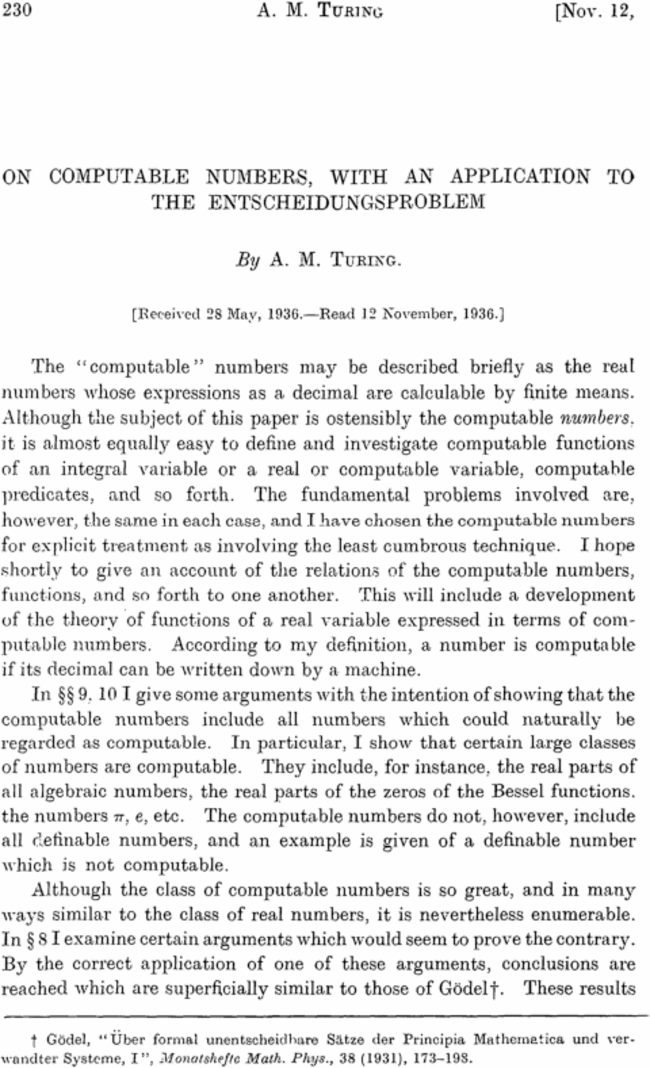 230 A. M. TURING [Nov. 12,
ON COMPUTABLE NUMBERS, WITH AN APPLICATION TO
THE ENTSCHEIDUNGSPROBLEM
By A. M. TURING.
[Received 28 May, 1936.—Read 12 November, 1936.]
The "computable" numbers may be described briefly as the real
numbers whose expressions as a decimal are calculable by finite means.
Although the subject of this paper is ostensibly the computable numbers,
it is almost equally easy to define and investigate computable functions
of an integral variable or a real or computable variable, computable
predicates, and so forth. The fundamental problems involved are,
however, the same in each case, and I have chosen the computable numbers
for explicit treatment as involving the least cumbrous technique. I hope
shortly to give an account of the relations of the computable numbers,
functions, and so forth to one another. This will include a development
of the theory of functions of a real variable expressed in terms of com-
putable numbers. According to my definition, a number is computable
if its decimal can be written down by a machine.
In §§ 9, 10 I give some arguments with the intention of showing that the
computable numbers include all numbers which could naturally be
regarded as computable. In particular, I show that certain large classes
of numbers are computable. They include, for instance, the real parts of
all algebraic numbers, the real parts of the zeros of the Bessel functions,
the numbers π, e, etc. The computable numbers do not, however, include
all definable numbers, and an example is given of a definable number
which is not computable.
Although the class of computable numbers is so great, and in many
ways similar to the class of real numbers, it is nevertheless enumerable.
In § 8 I examine certain arguments which would seem to prove the contrary.
By the correct application of one of these arguments, conclusions are
reached which are superficially similar to those of Gödel†. These results
† Gödel, "Über formal unentscheidbare Sätze der Principia Mathematica und ver-
wandter Systeme, I", Monatshefte Math. Phys., 38 (1931), 173-198.